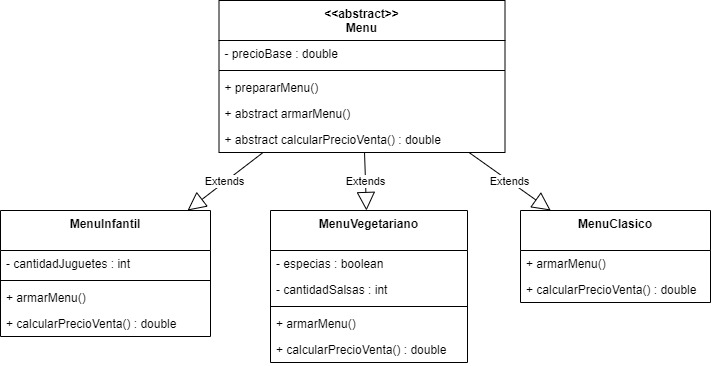 <<abstract>>
Menu
- precioBase : double
+ prepararMenu()
+ abstract armarMenu()
+ abstract calcularPrecioVenta() : double
Extends
Extends
Extends
MenuInfantil
- cantidadJuguetes : int
+ armarMenu()
+ calcularPrecioVenta() : double
MenuVegetariano
- especias : boolean
- cantidadSalsas : int
+ armarMenu()
+ calcularPrecioVenta() : double
MenuClasico
+ armarMenu()
+ calcularPrecioVenta() : double